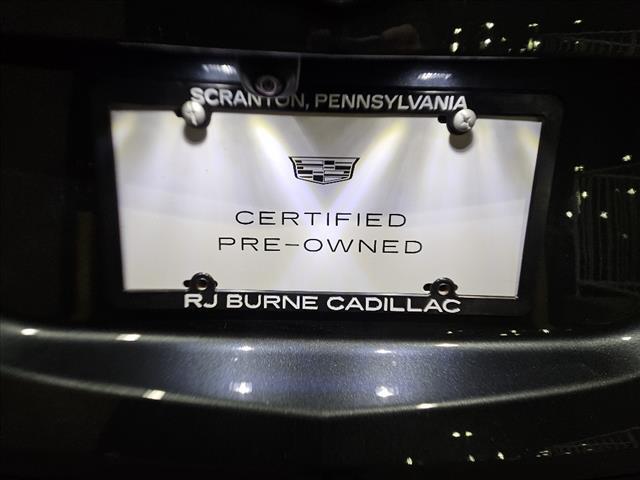 SCRANTON, PENNSYLVANIA
CERTIFIED
PRE-OWNED
RJ BURNE CADILLAC